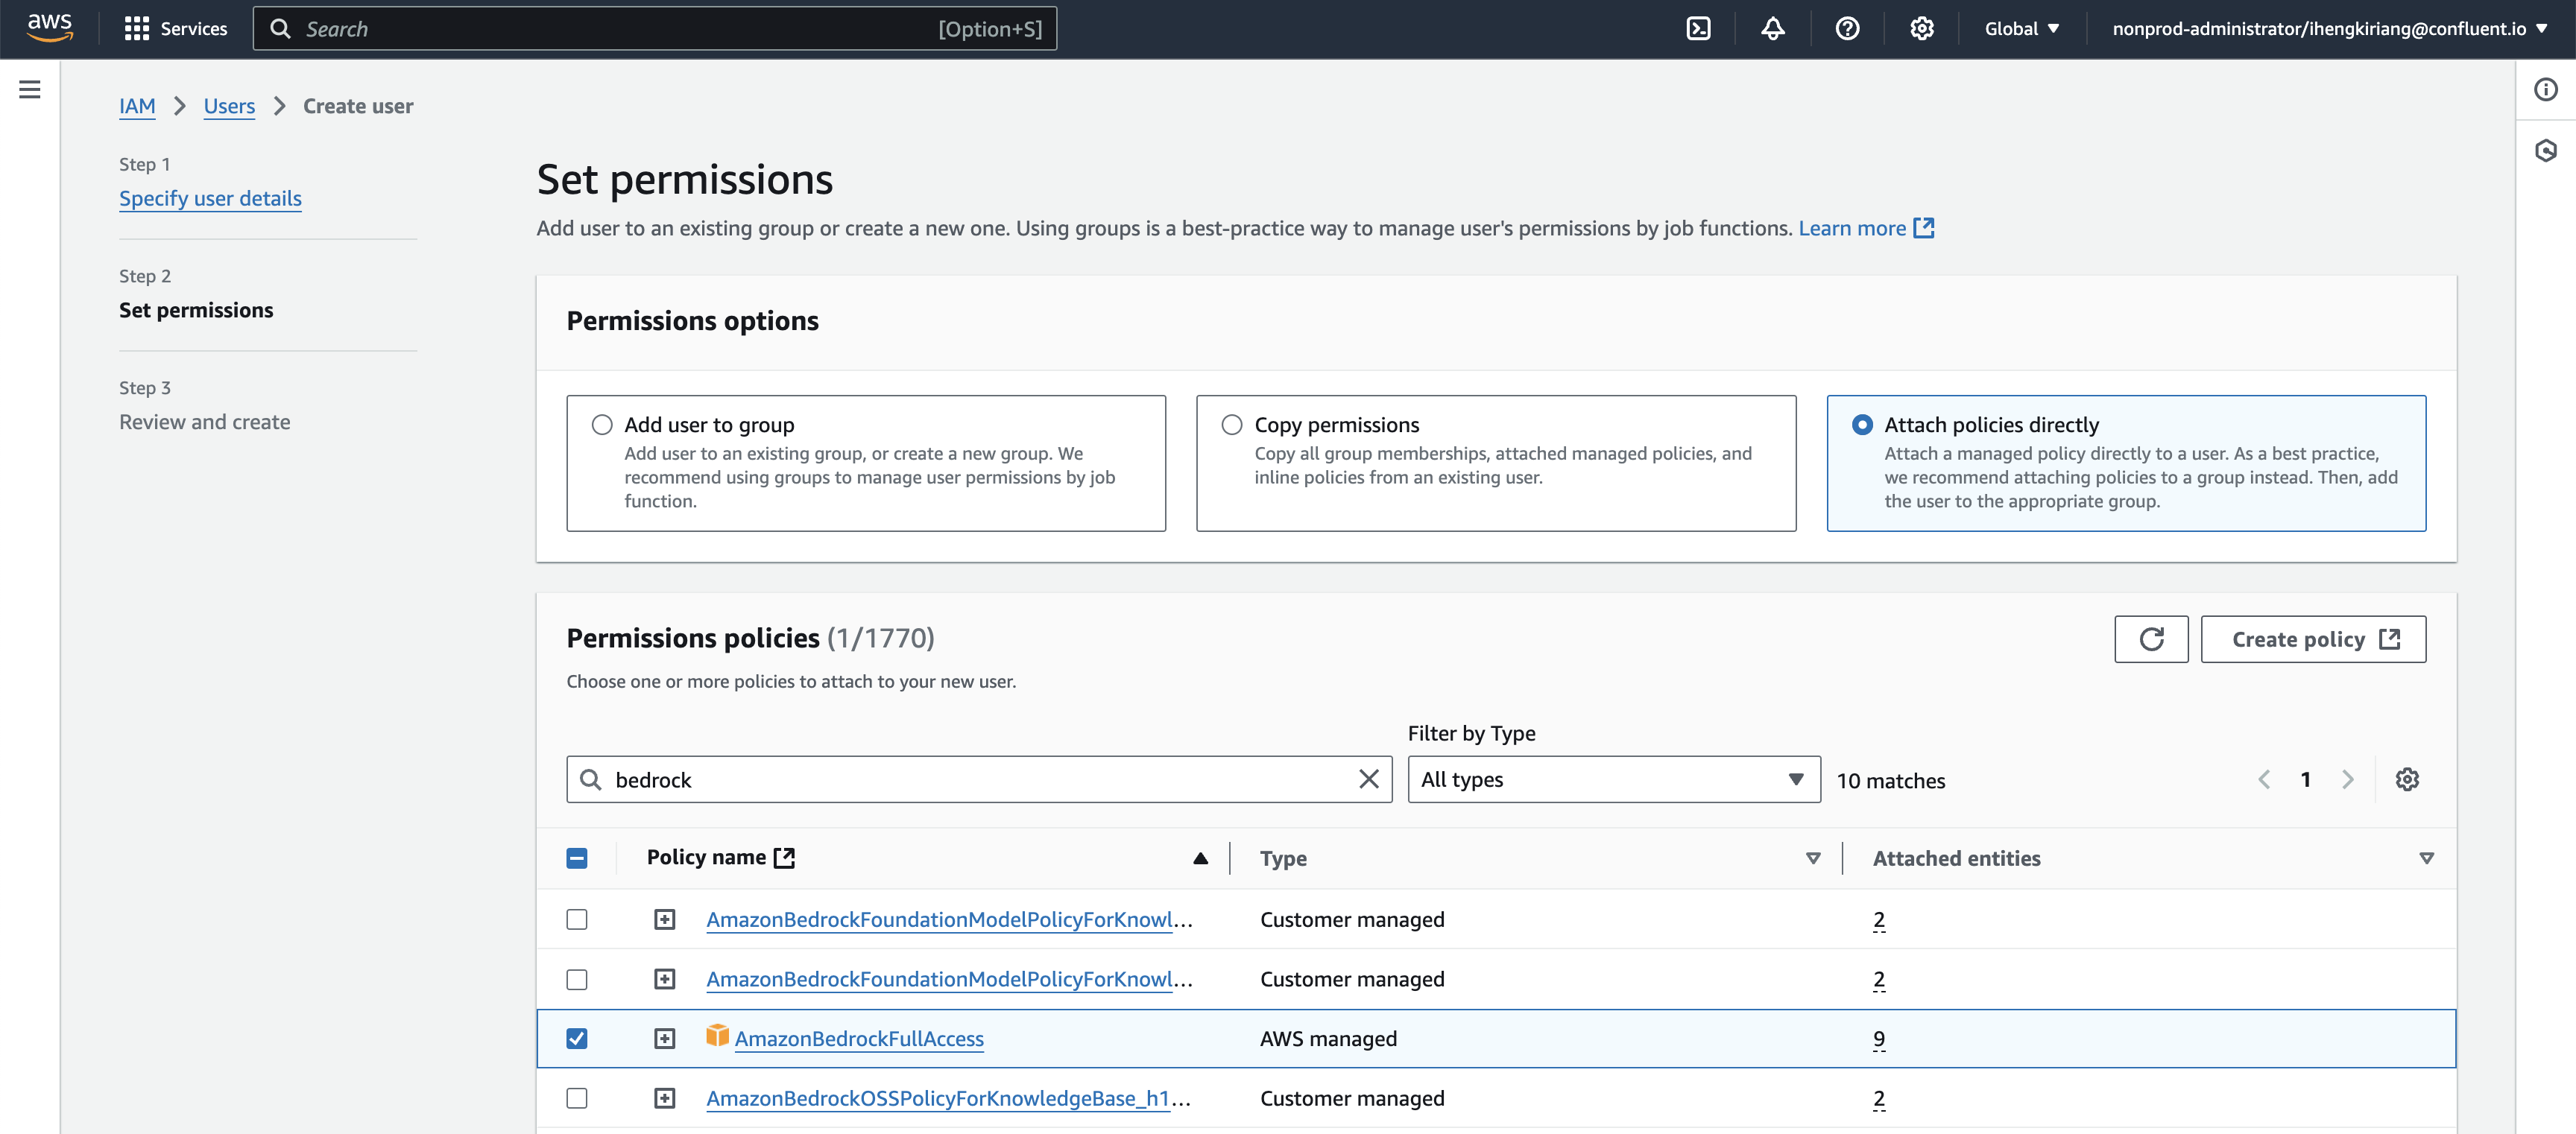 aws
Services
Search
[Option+S]
Global
nonprod-administrator/ihengkiriang@confluent.io
IAM
Users
Create user
Step 1
Specify user details
Step 2
Set permissions
Step 3
Review and create
Set permissions
Add user to an existing group or create a new one. Using groups is a best-practice way to manage user's permissions by job functions. Learn more
Permissions options
Add user to group
Add user to an existing group, or create a new group. We
recommend using groups to manage user permissions by job
function.
Copy permissions
Copy all group memberships, attached managed policies, and
inline policies from an existing user.
Attach policies directly
Attach a managed policy directly to a user. As a best practice,
we recommend attaching policies to a group instead. Then, add
the user to the appropriate group.
Permissions policies (1/1770)
Create policy
Choose one or more policies to attach to your new user.
Filter by Type
bedrock
All types
10 matches
1
Policy name
Type
Attached entities
AmazonBedrockFoundationModelPolicyForKnowl...
Customer managed
2
AmazonBedrockFoundationModelPolicyForKnowl...
Customer managed
2
AmazonBedrockFullAccess
AWS managed
9
AmazonBedrockOSSPolicyForKnowledgeBase_h1...
Customer managed
2